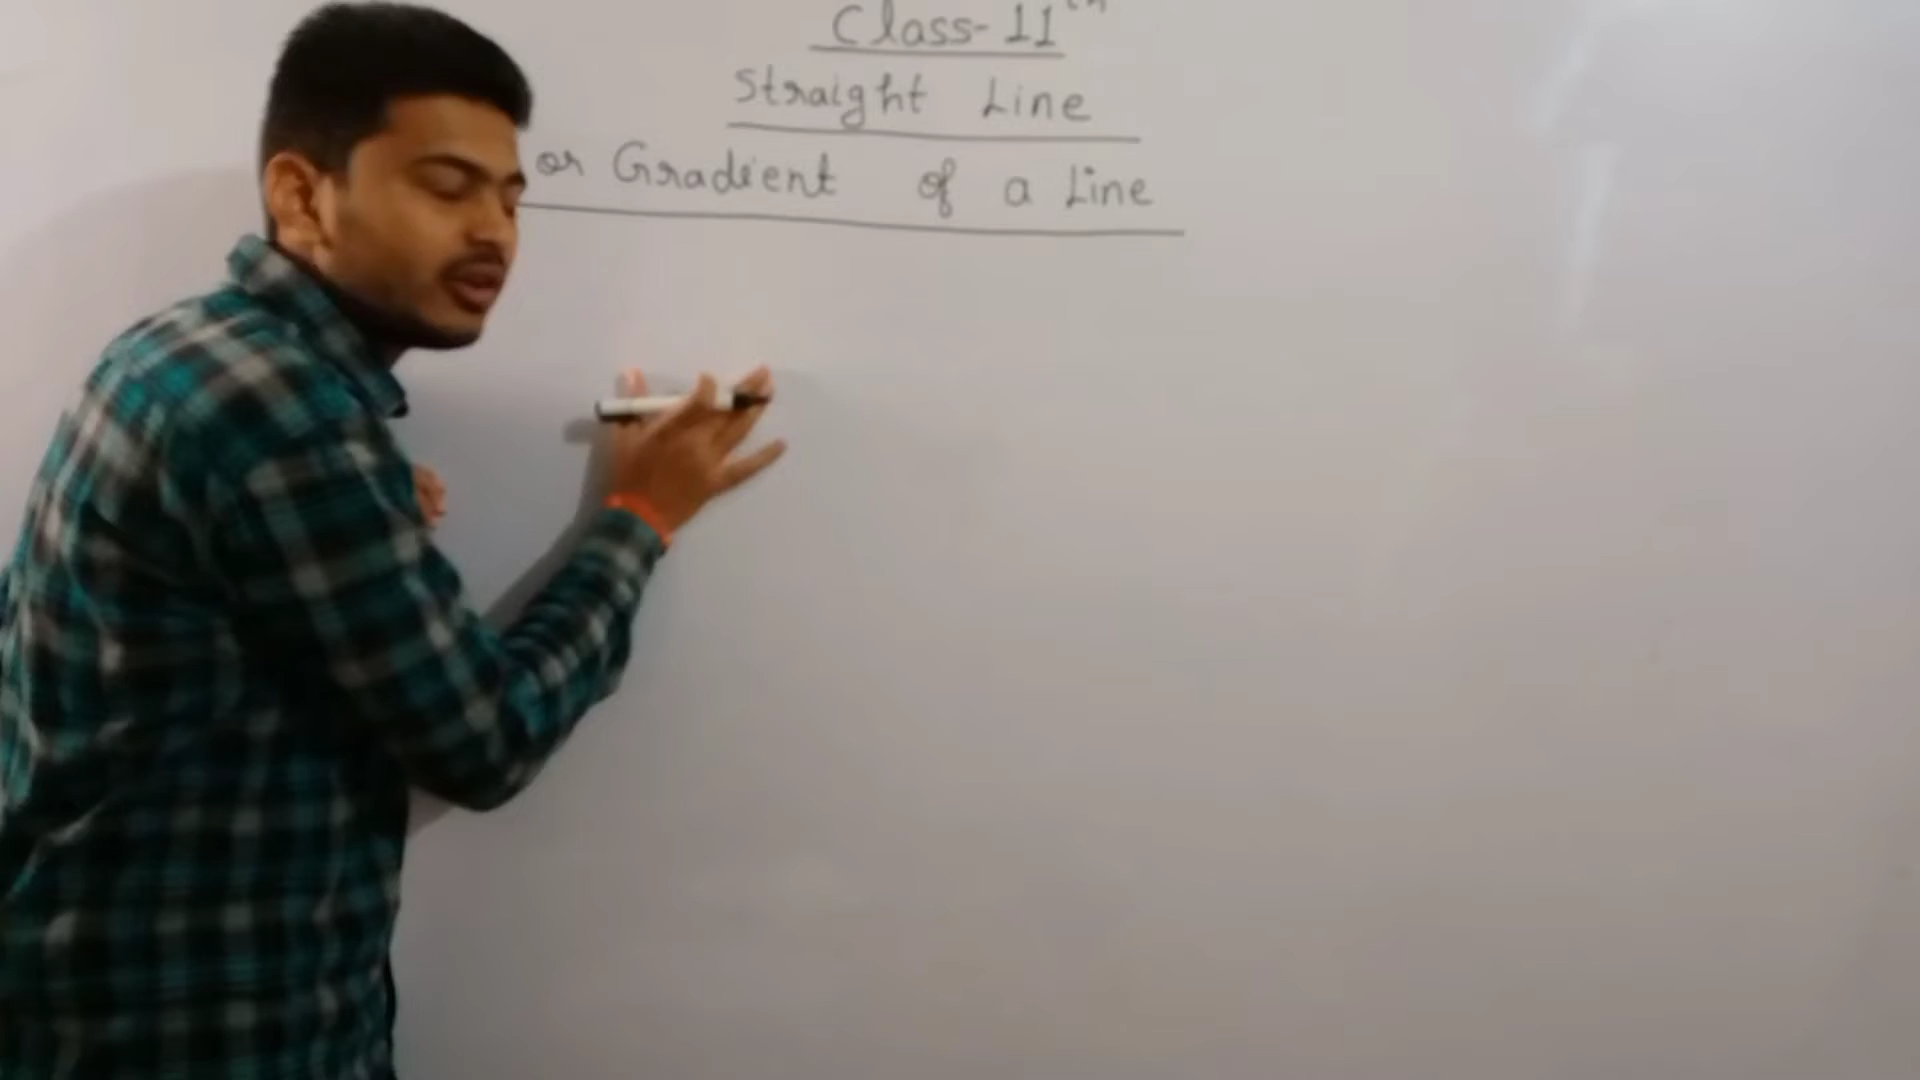 Class-11th
Straight Line
or Gradient of a Line